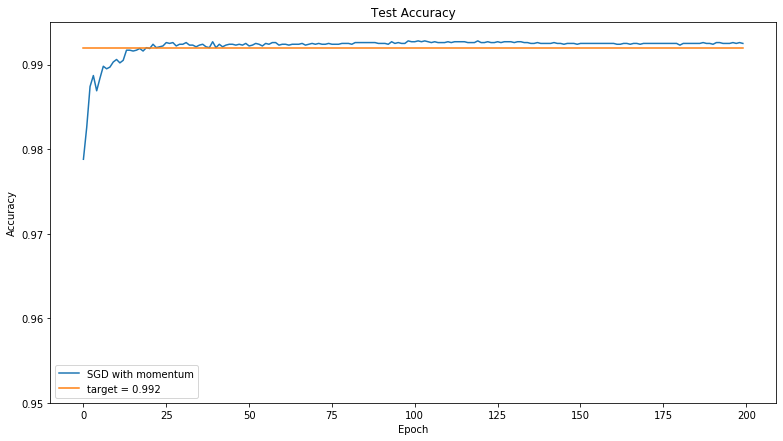 Test Accuracy
Accuracy
0.99
0.98
0.97
0.96
0.95
SGD with momentum
target = 0.992
0 25 50 75 100 125 150 175 200
Epoch